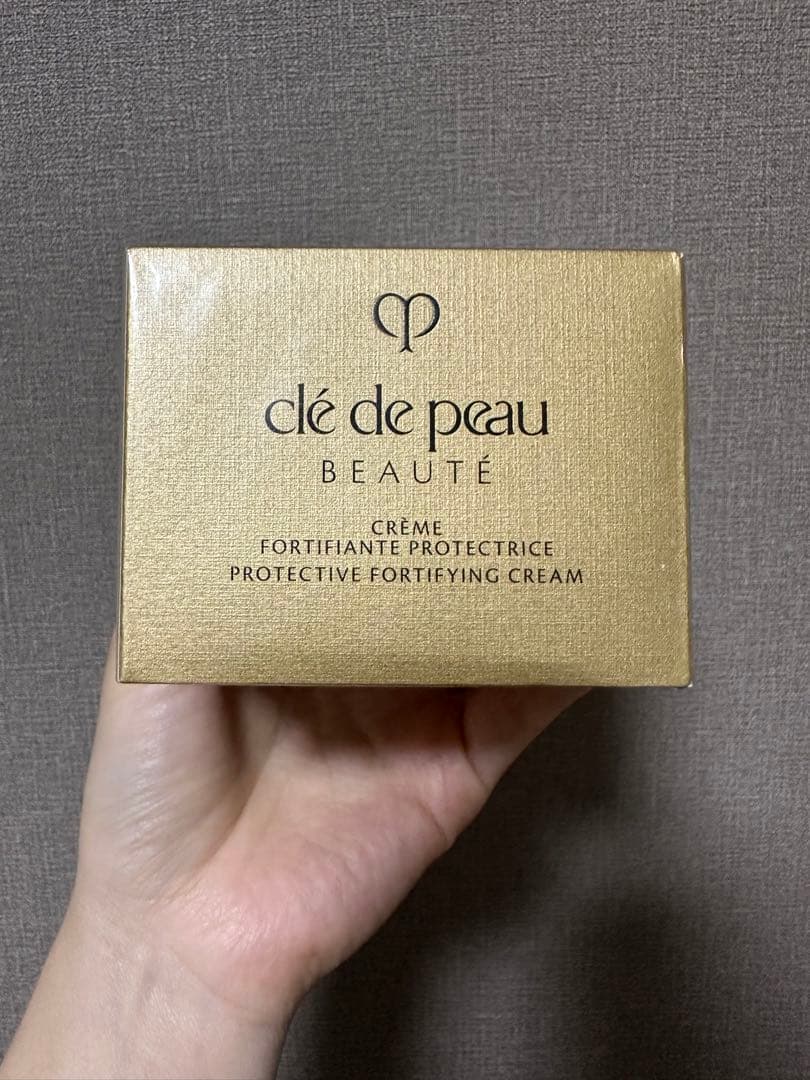 clé de peau
BEAUTÉ
CRÈME
FORTIFIANTE PROTECTRICE
PROTECTIVE FORTIFYING CREAM